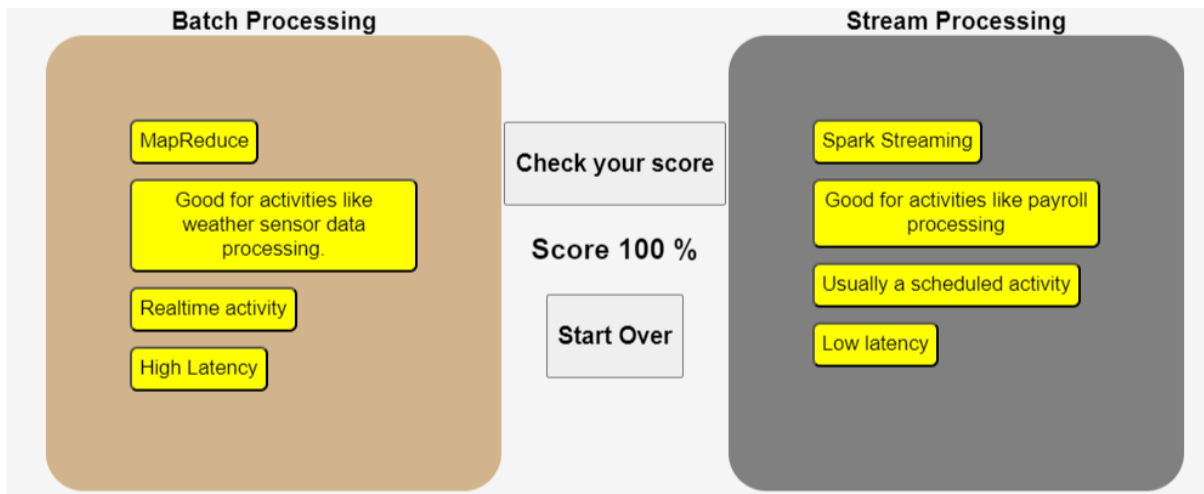 Batch Processing
MapReduce
Good for activities like
weather sensor data
processing.
Realtime activity
High Latency
Check your score
Score 100 %
Start Over
Stream Processing
Spark Streaming
Good for activities like payroll
processing
Usually a scheduled activity
Low latency